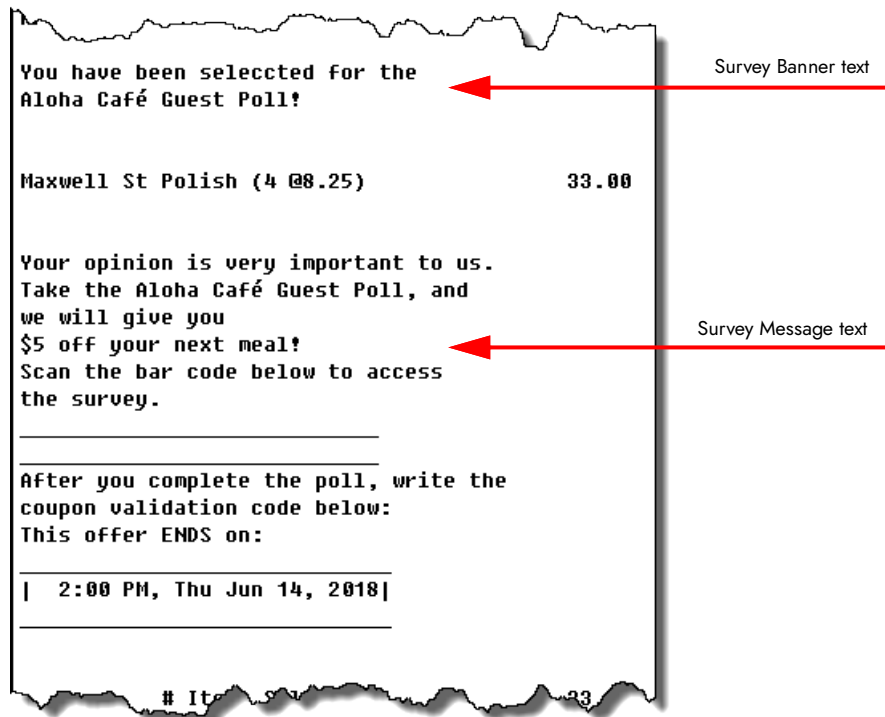 You have been seleccted for the
Aloha Café Guest Poll!
Survey Banner text
Maxwell St Polish (4 @8.25) 33.00
Your opinion is very important to us.
Take the Aloha Café Guest Poll, and
we will give you
$5 off your next meal!
Survey Message text
Scan the bar code below to access
the survey.
After you complete the poll, write the
coupon validation code below:
This offer ENDS on:
| 2:00 PM, Thu Jun 14, 2018|
#